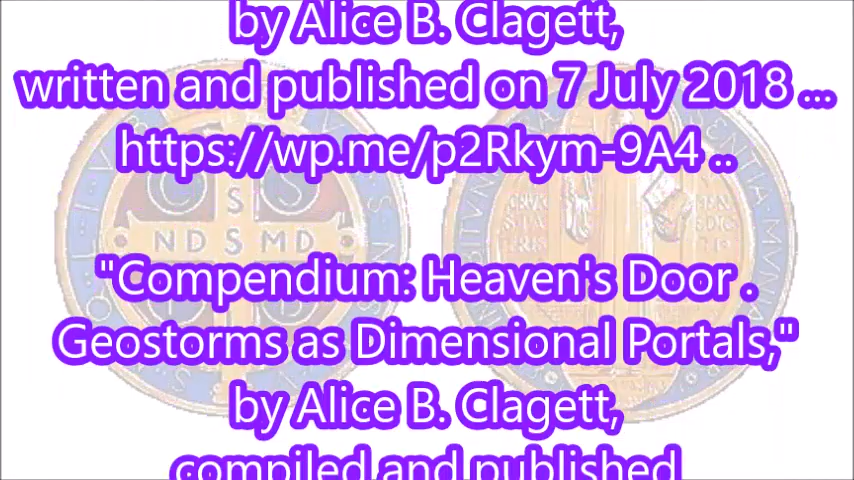 by Alice B. Clagett,
written and published on 7 July 2018 ...
https://wp.me/p2Rkym-9A4 ..
"Compendium: Heaven's Door .
Geostorms as Dimensional Portals,"
by Alice B. Clagett,
compiled and published
C S
S
N D S M D